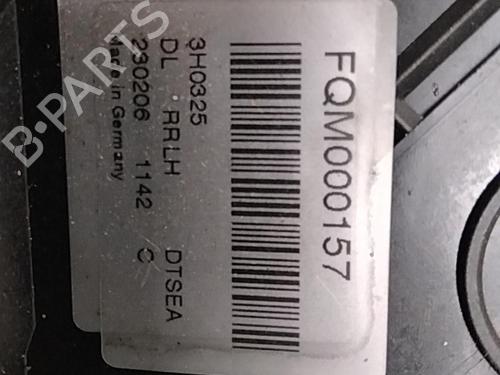 FQM000157
3H0325
DL RRLH DTSEA
230206 1142 C
Made in Germany
B-PARTS